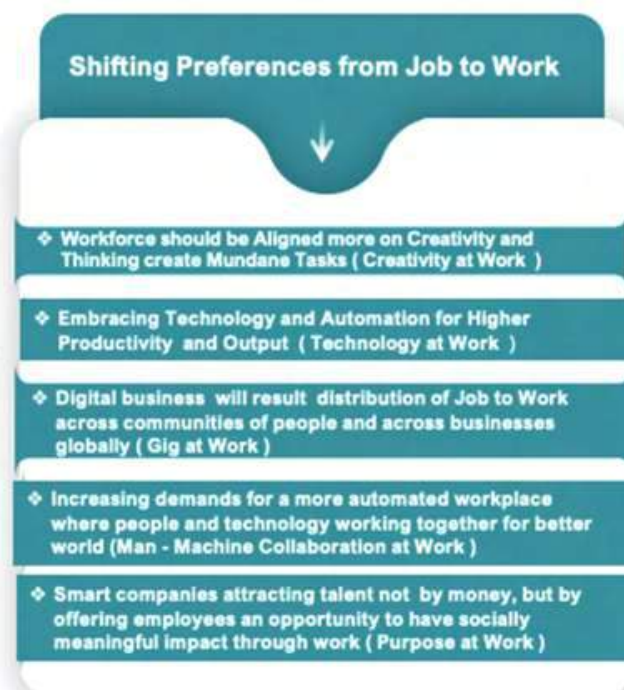 Shifting Preferences from Job to Work
❖ Workforce should be Aligned more on Creativity and
Thinking create Mundane Tasks ( Creativity at Work )
❖ Embracing Technology and Automation for Higher
Productivity and Output ( Technology at Work )
❖ Digital business will result distribution of Job to Work
across communities of people and across businesses
globally ( Gig at Work )
❖ Increasing demands for a more automated workplace
where people and technology working together for better
world (Man - Machine Collaboration at Work )
❖ Smart companies attracting talent not by money, but by
offering employees an opportunity to have socially
meaningful impact through work ( Purpose at Work )